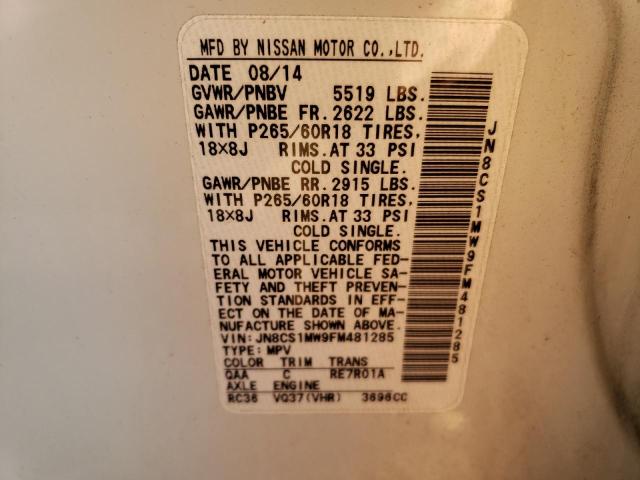 MFD BY NISSAN MOTOR CO.,LTD.
DATE 08/14
GVWR/PNBV 5519 LBS.
GAWR/PNBE FR. 2622 LBS.
WITH P265/60R18 TIRES,
18×8J RIMS. AT 33 PSI
COLD SINGLE.
GAWR/PNBE RR. 2915 LBS.
WITH P265/60R18 TIRES,
18×8J RIMS. AT 33 PSI
COLD SINGLE.
THIS VEHICLE CONFORMS
TO ALL APPLICABLE FED-
ERAL MOTOR VEHICLE SA-
FETY AND THEFT PREVEN-
TION STANDARDS IN EFF-
ECT ON THE DATE OF MA-
NUFACTURE SHOWN ABOVE.
VIN: JN8CS1MW9FM481285
TYPE: MPV
COLOR TRIM TRANS
QAA C RE7R01A
AXLE ENGINE
RC36 VQ37(VHR) 3696CC
JN8CS1MW9FM481285